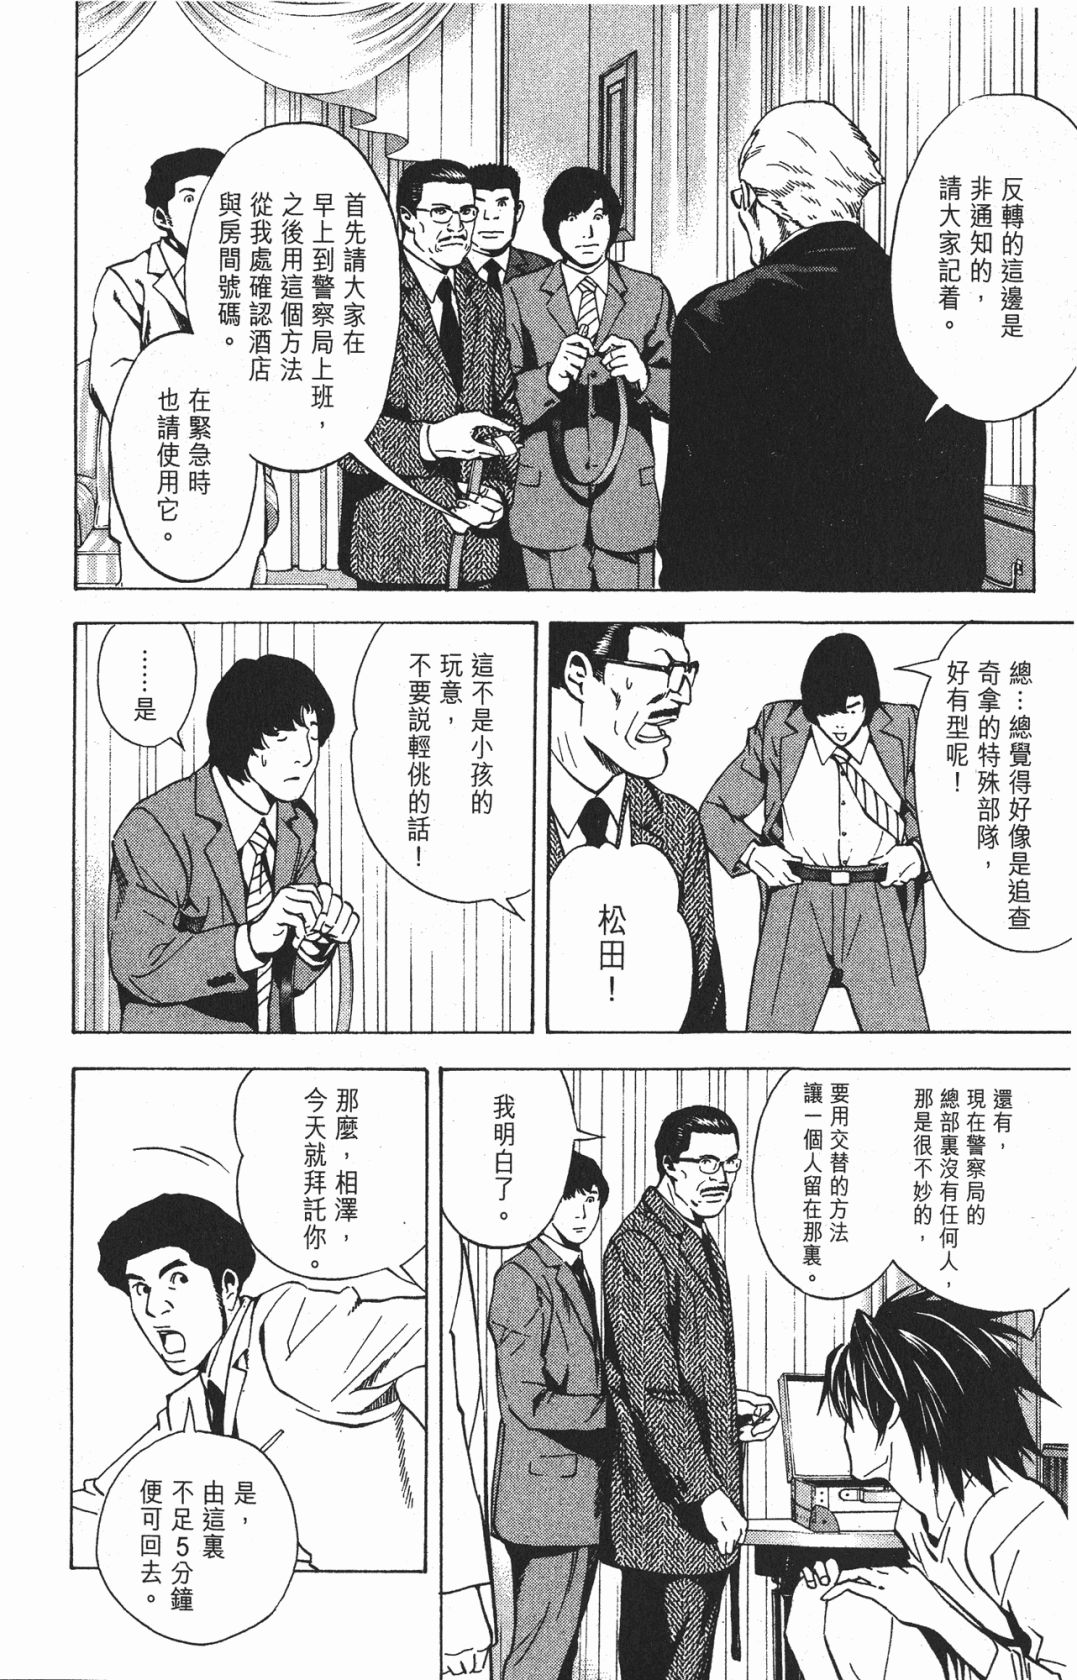 反轉的這邊是
非通知的，
請大家記着。
首先請大家在
早上到警察局上班，
之後用這個方法
從我處確認酒店
與房間號碼。
在緊急時
也請使用它。
總…總覺得好像是追查
奇拿的特殊部隊，
好有型呢！
松田！
這不是小孩的
玩意，
不要説輕佻的話！
……是
還有，
現在警察局的
總部裏沒有任何人，
那是很不妙的，
要用交替的方法
讓一個人留在那裏。
我明白了。
那麼，相澤，
今天就拜託你。
是，
由這裏
不足5分鐘
便可回去。